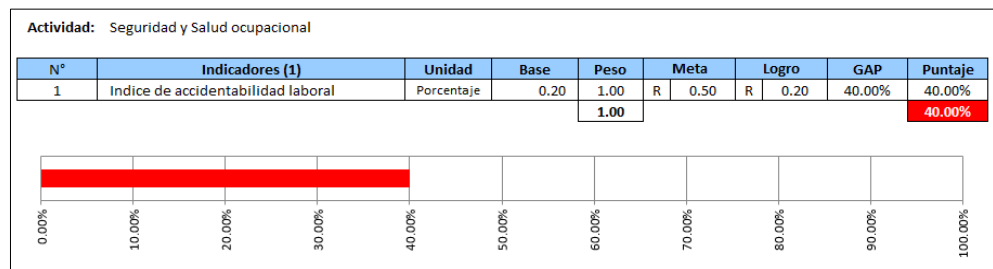 Actividad: Seguridad y Salud ocupacional
N° Indicadores (1) Unidad Base Peso Meta Logro GAP Puntaje
1 Indice de accidentabilidad laboral Porcentaje 0.20 1.00 R 0.50 R 0.20 40.00% 40.00%
1.00 40.00%
0.00% 10.00% 20.00% 30.00% 40.00% 50.00% 60.00% 70.00% 80.00% 90.00% 100.00%